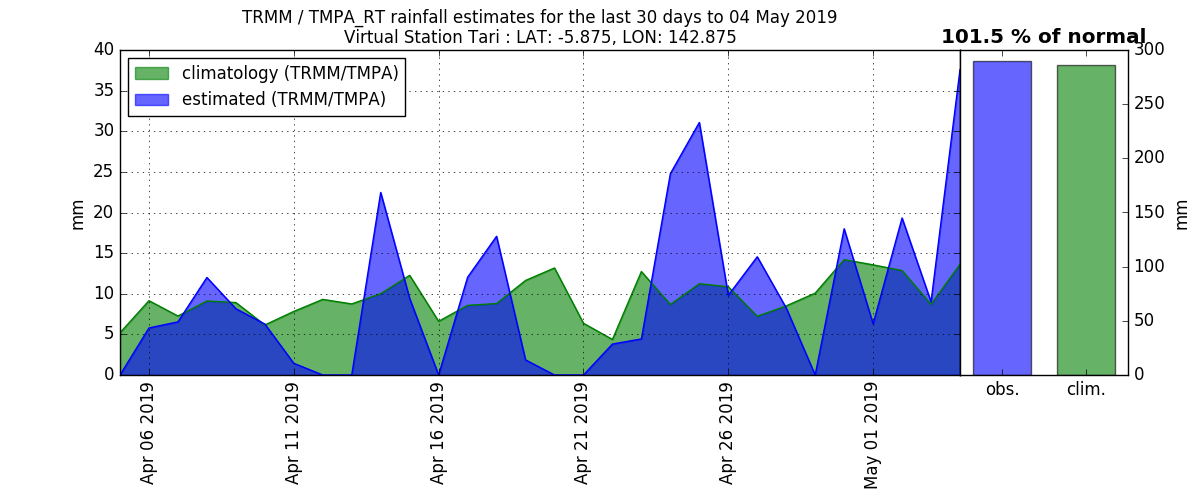 TRMM / TMPA_RT rainfall estimates for the last 30 days to 04 May 2019
Virtual Station Tari : LAT: -5.875, LON: 142.875
101.5 % of normal
climatology (TRMM/TMPA)
estimated (TRMM/TMPA)
mm
40
35
30
25
20
15
10
5
0
Apr 06 2019
Apr 11 2019
Apr 16 2019
Apr 21 2019
Apr 26 2019
May 01 2019
obs.
clim.
300
250
200
150
100
50
0
mm